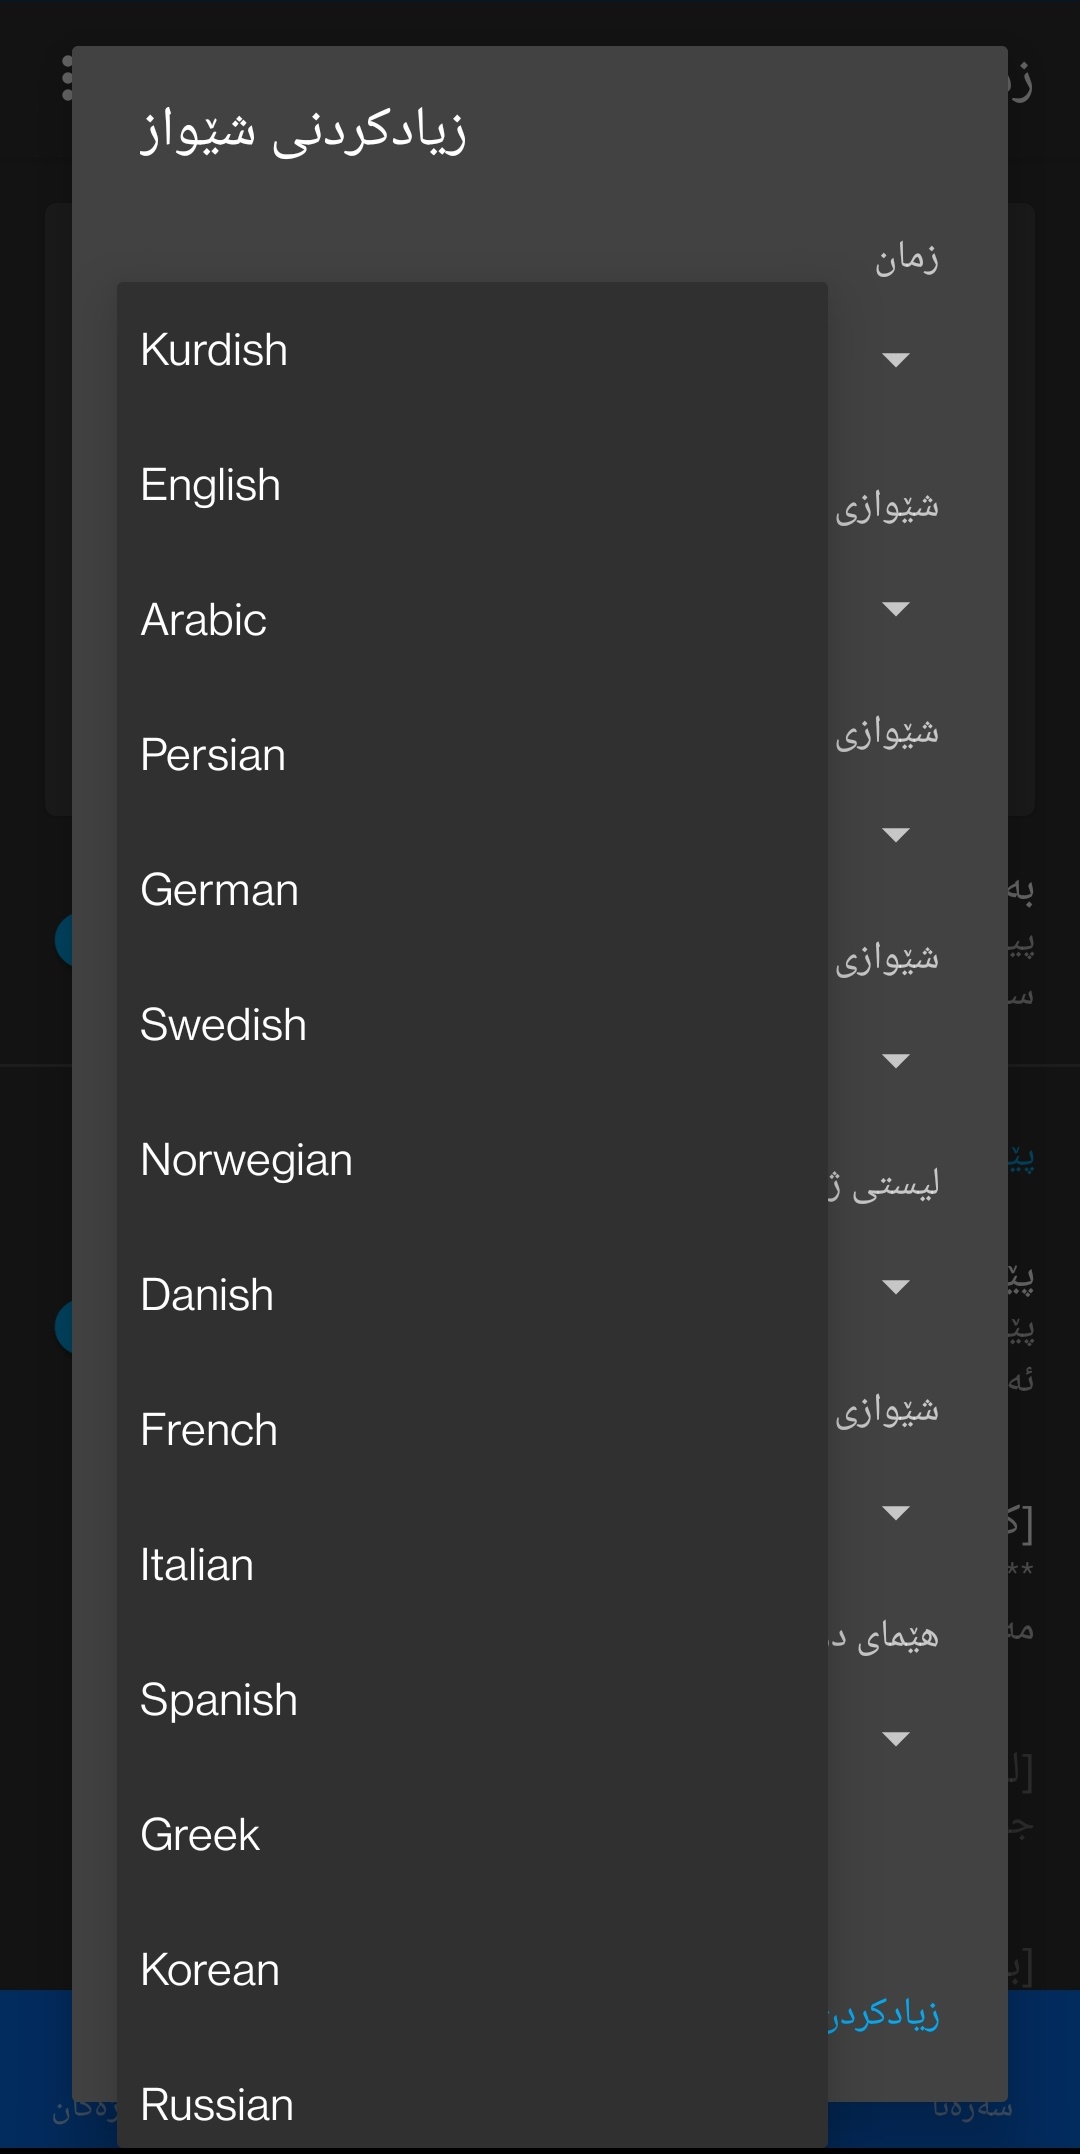 زیادکردنی شێواز
زمان
Kurdish
English
شێوازی
Arabic
Persian
شێوازی
German
شێوازی
Swedish
Norwegian
لیستی
Danish
French
شێوازی
Italian
هێمای
Spanish
Greek
Korean
زیادکردن
Russian